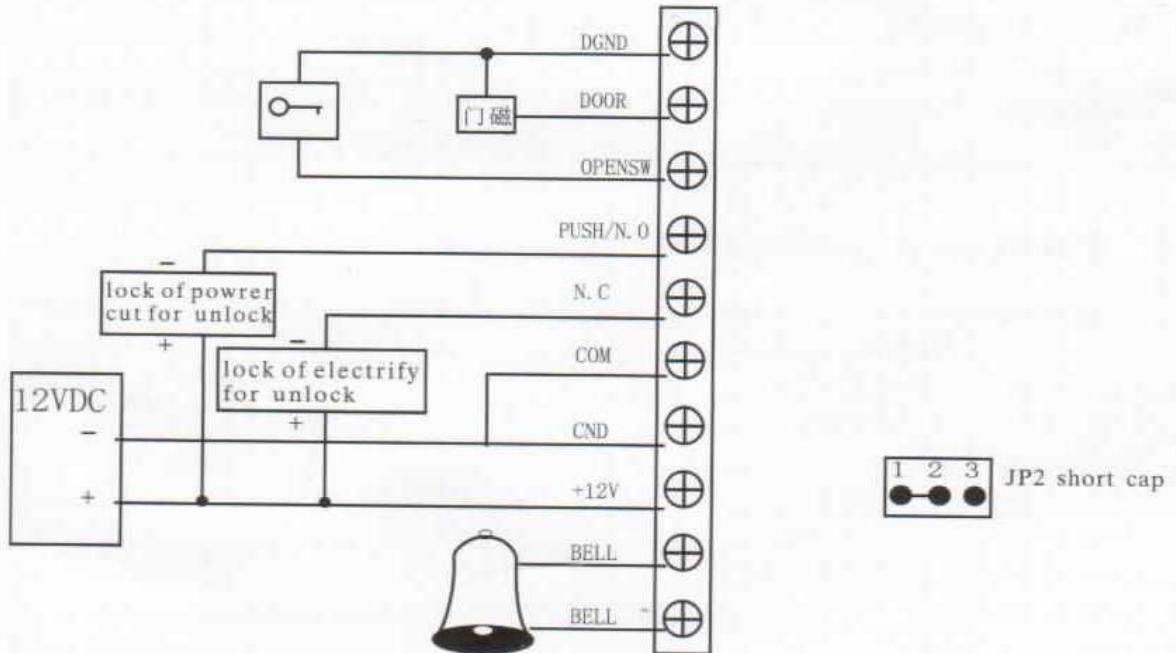 DGND
DOOR
门磁
OPENSW
PUSH/N.O
−
lock of powrer
cut for unlock
+
N.C
−
lock of electrify
for unlock
+
COM
12VDC
−
CND
+
+12V
BELL
BELL
1 2 3
JP2 short cap